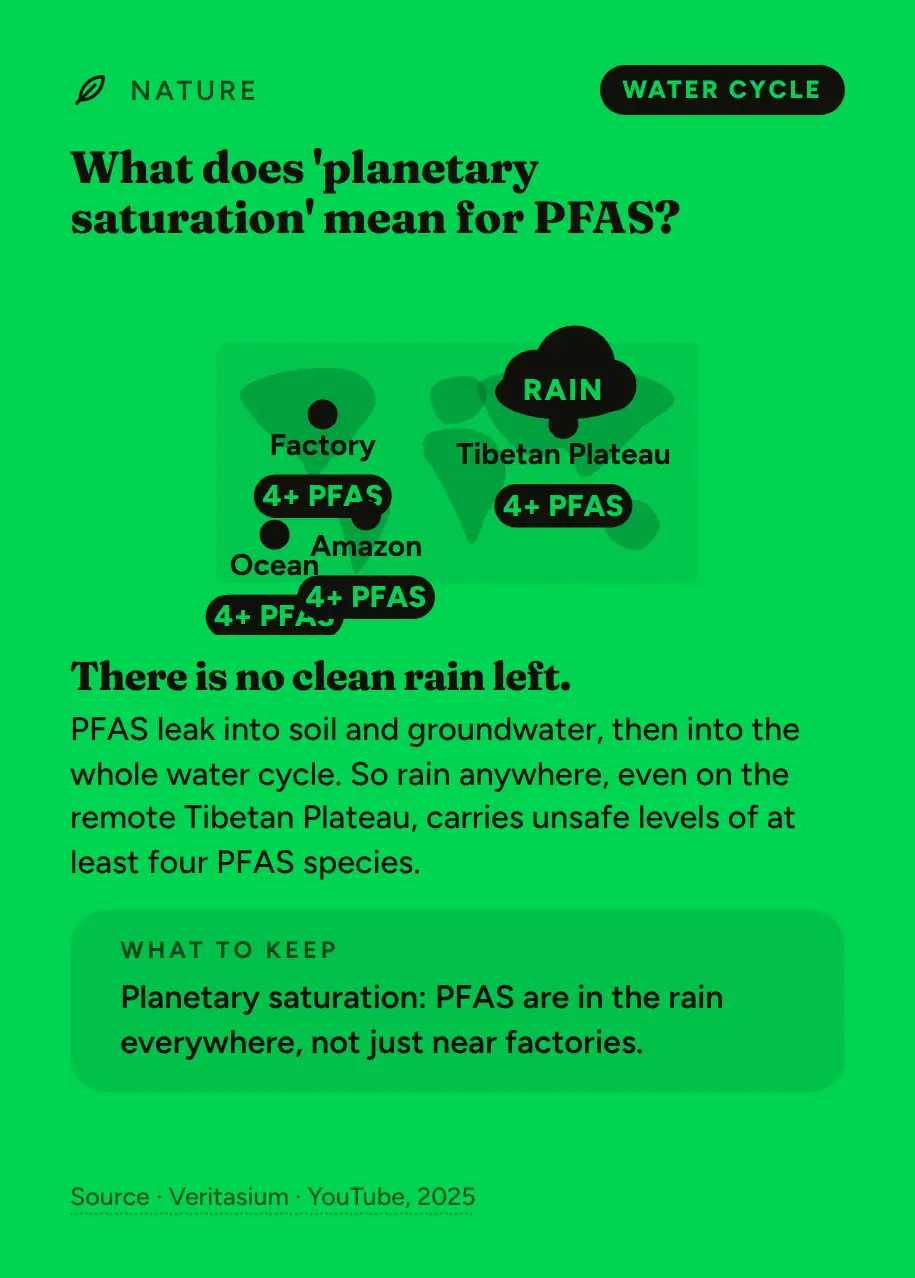 NATURE
WATER CYCLE
What does 'planetary
saturation' mean for PFAS?
RAIN
Factory
Tibetan Plateau
4+ PFAS
4+ PFAS
Amazon
Ocean
4+ PFAS
4+ PFAS
There is no clean rain left.
PFAS leak into soil and groundwater, then into the
whole water cycle. So rain anywhere, even on the
remote Tibetan Plateau, carries unsafe levels of at
least four PFAS species.
WHAT TO KEEP
Planetary saturation: PFAS are in the rain
everywhere, not just near factories.
Source · Veritasium · YouTube, 2025